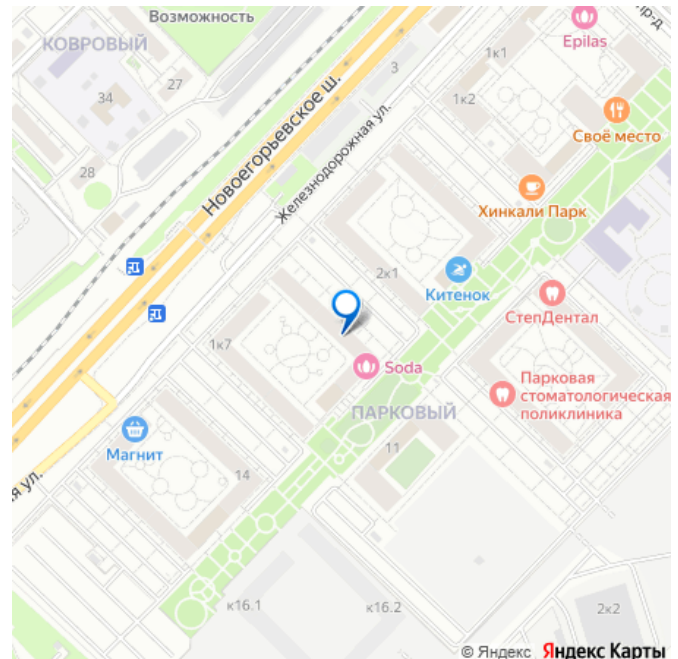 Возможность
КОВРОВЫЙ
Epilas
пр-д
1к1
3
27
34
1к2
Своё место
Новоегорьевское ш.
Железнодорожная ул.
28
Хинкали Парк
2к1
Китенок
СтепДентал
1к7
Soda
Парковая
стоматологическая
поликлиника
ПАРКОВЫЙ
Магнит
11
14
ул.
к16.1
к16.2
2к2
© Яндекс Яндекс Карты